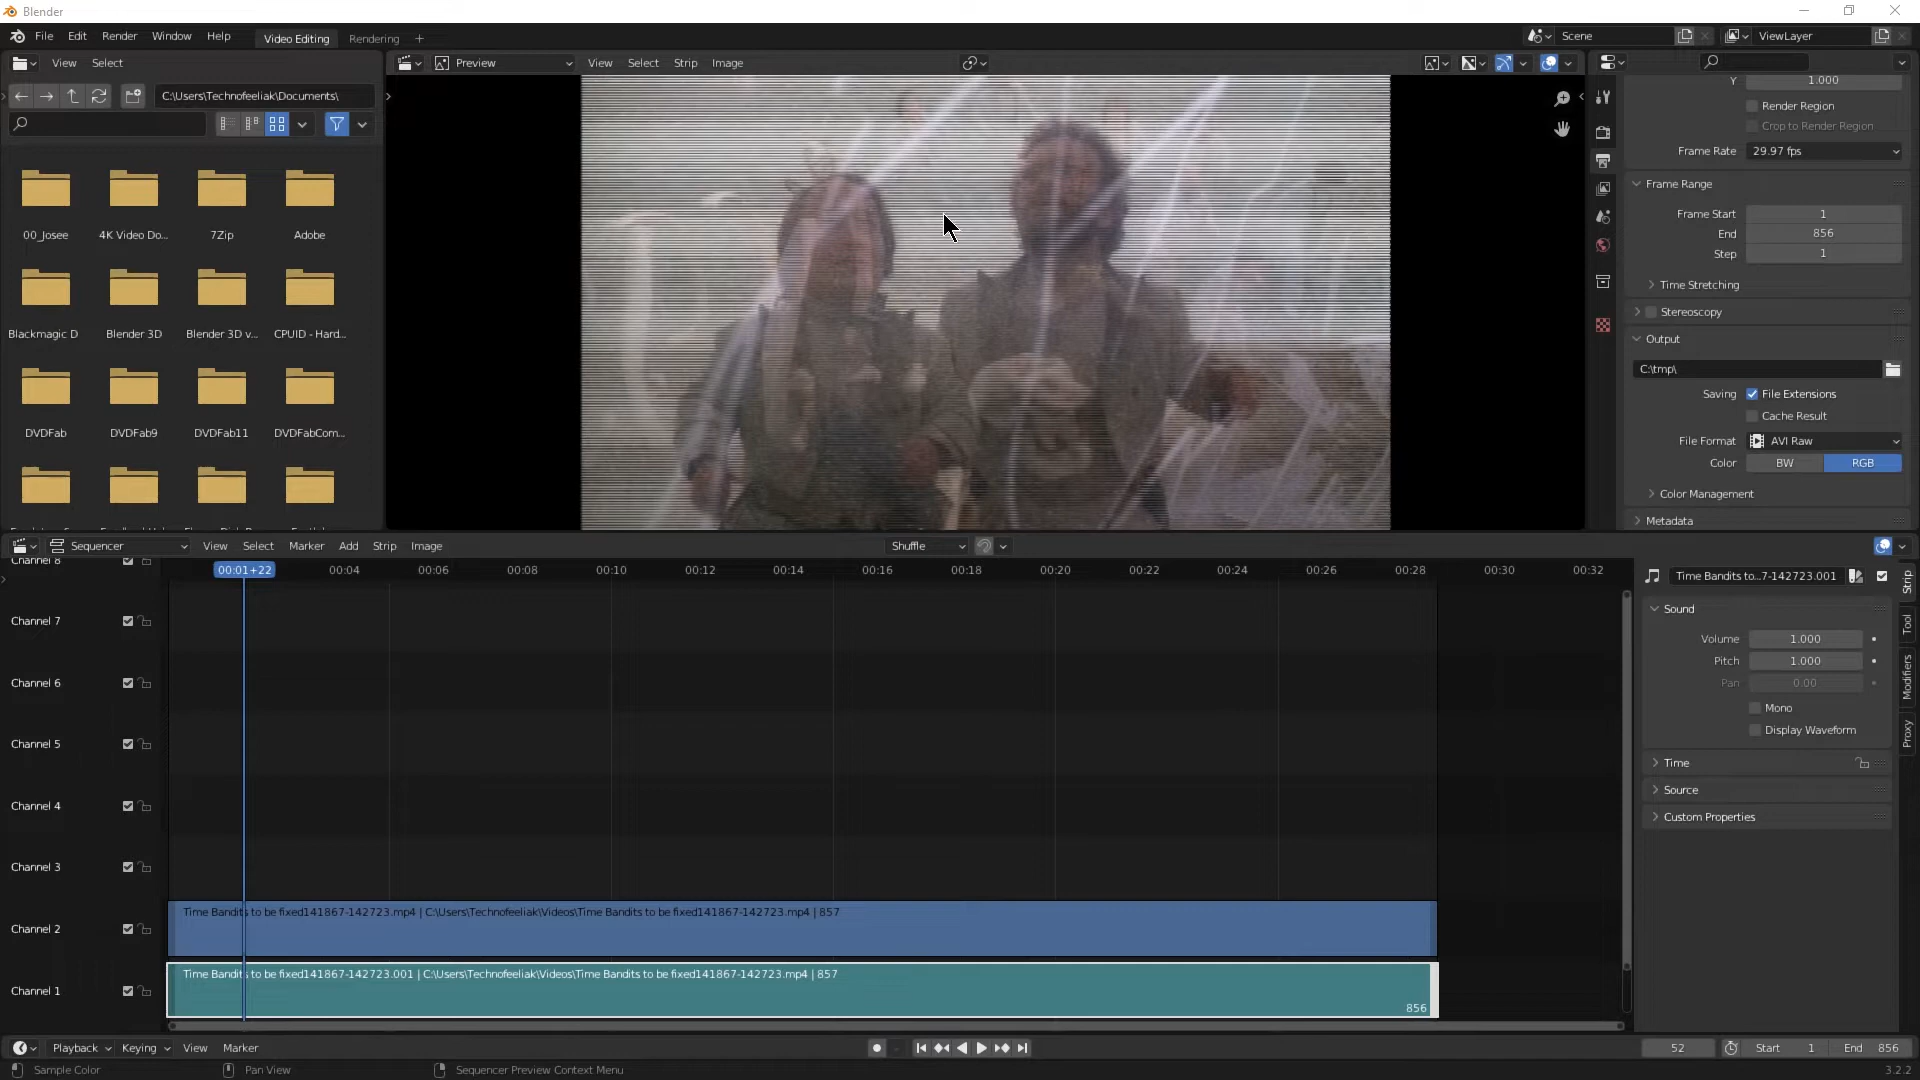 Blender
File Edit Render Window Help Video Editing Rendering + Scene ViewLayer
View Select Preview View Select Strip Image
C:\Users\Technofeeliak\Documents\
00_Josee 4K Video Do... 7Zip Adobe
Blackmagic D Blender 3D Blender 3D v... CPUID - Hard...
DVDFab DVDFab9 DVDFab11 DVDFabCom...
Y 1.000
Render Region
Crop to Render Region
Frame Rate 29.97 fps
Frame Range
Frame Start 1
End 856
Step 1
Time Stretching
Stereoscopy
Output
C:\tmp\
Saving File Extensions
Cache Result
File Format AVI Raw
Color BW RGB
Color Management
Metadata
Sequencer View Select Marker Add Strip Image Shuffle
00:01+22 00:04 00:06 00:08 00:10 00:12 00:14 00:16 00:18 00:20 00:22 00:24 00:26 00:28 00:30 00:32
Channel 8
Channel 7
Channel 6
Channel 5
Channel 4
Channel 3
Channel 2
Time Bandits to be fixed141867-142723.mp4 | C:\Users\Technofeeliak\Videos\Time Bandits to be fixed141867-142723.mp4 | 857
Channel 1
Time Bandits to be fixed141867-142723.001 | C:\Users\Technofeeliak\Videos\Time Bandits to be fixed141867-142723.mp4 | 857
856
Time Bandits to...7-142723.001
Sound
Volume 1.000
Pitch 1.000
Pan 0.00
Mono
Display Waveform
Time
Source
Custom Properties
Strip
Tool
Modifiers
Proxy
Playback Keying View Marker 52 Start 1 End 856
Sample Color Pan View Sequencer Preview Context Menu 3.2.2